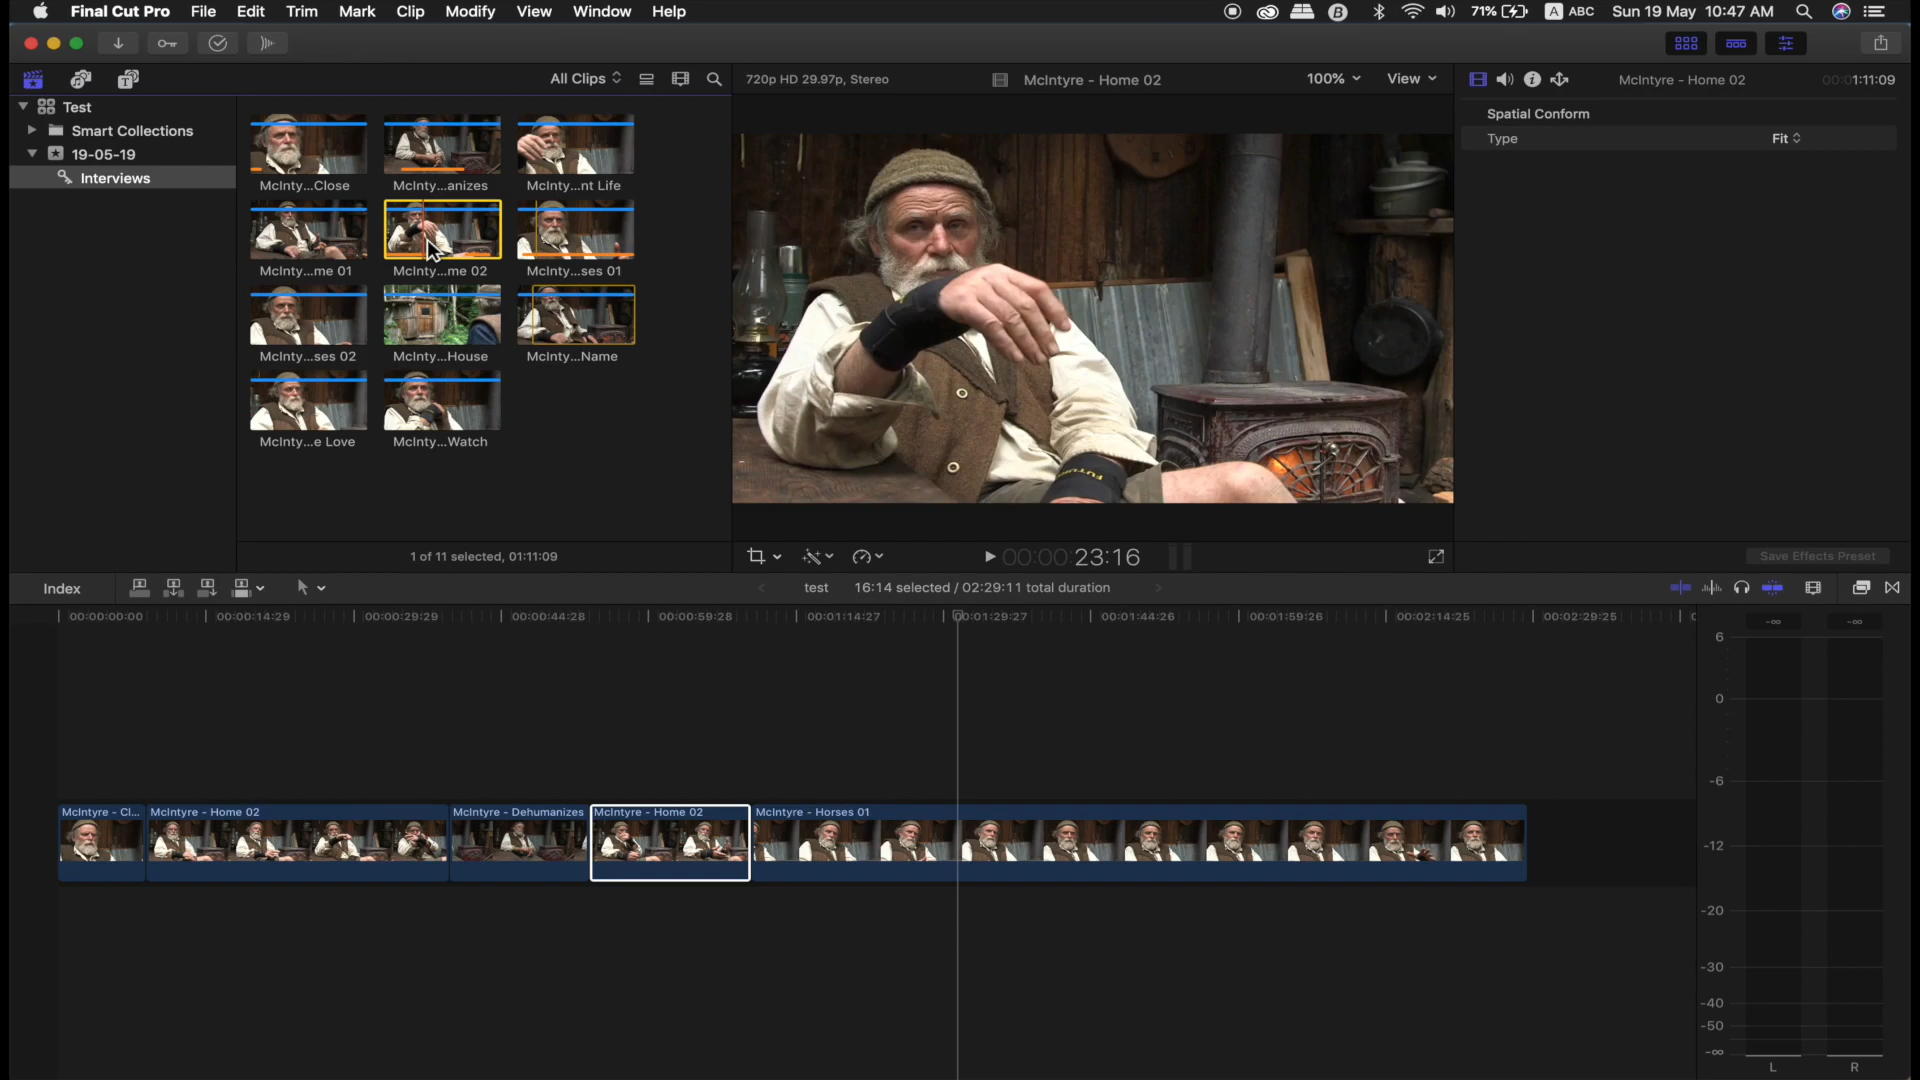 Final Cut Pro File Edit Trim Mark Clip Modify View Window Help 71% A ABC Sun 19 May 10:47 AM
All Clips 720p HD 29.97p, Stereo McIntyre - Home 02 100% View McIntyre - Home 02 00:01:11:09
Test
Smart Collections
19-05-19
Interviews
McInty...Close McInty...anizes McInty...nt Life
McInty...me 01 McInty...me 02 McInty...ses 01
McInty...ses 02 McInty...House McInty...Name
McInty...e Love McInty...Watch
1 of 11 selected, 01:11:09
Spatial Conform
Type Fit
00:00:23:16
Save Effects Preset
Index test 16:14 selected / 02:29:11 total duration
00:00:00:00 00:00:14:29 00:00:29:29 00:00:44:28 00:00:59:28 00:01:14:27 00:01:29:27 00:01:44:26 00:01:59:26 00:02:14:25 00:02:29:25
McIntyre - Cl... McIntyre - Home 02 McIntyre - Dehumanizes McIntyre - Home 02 McIntyre - Horses 01
-∞ -∞
6
0
-6
-12
-20
-30
-40
-50
-∞
L R